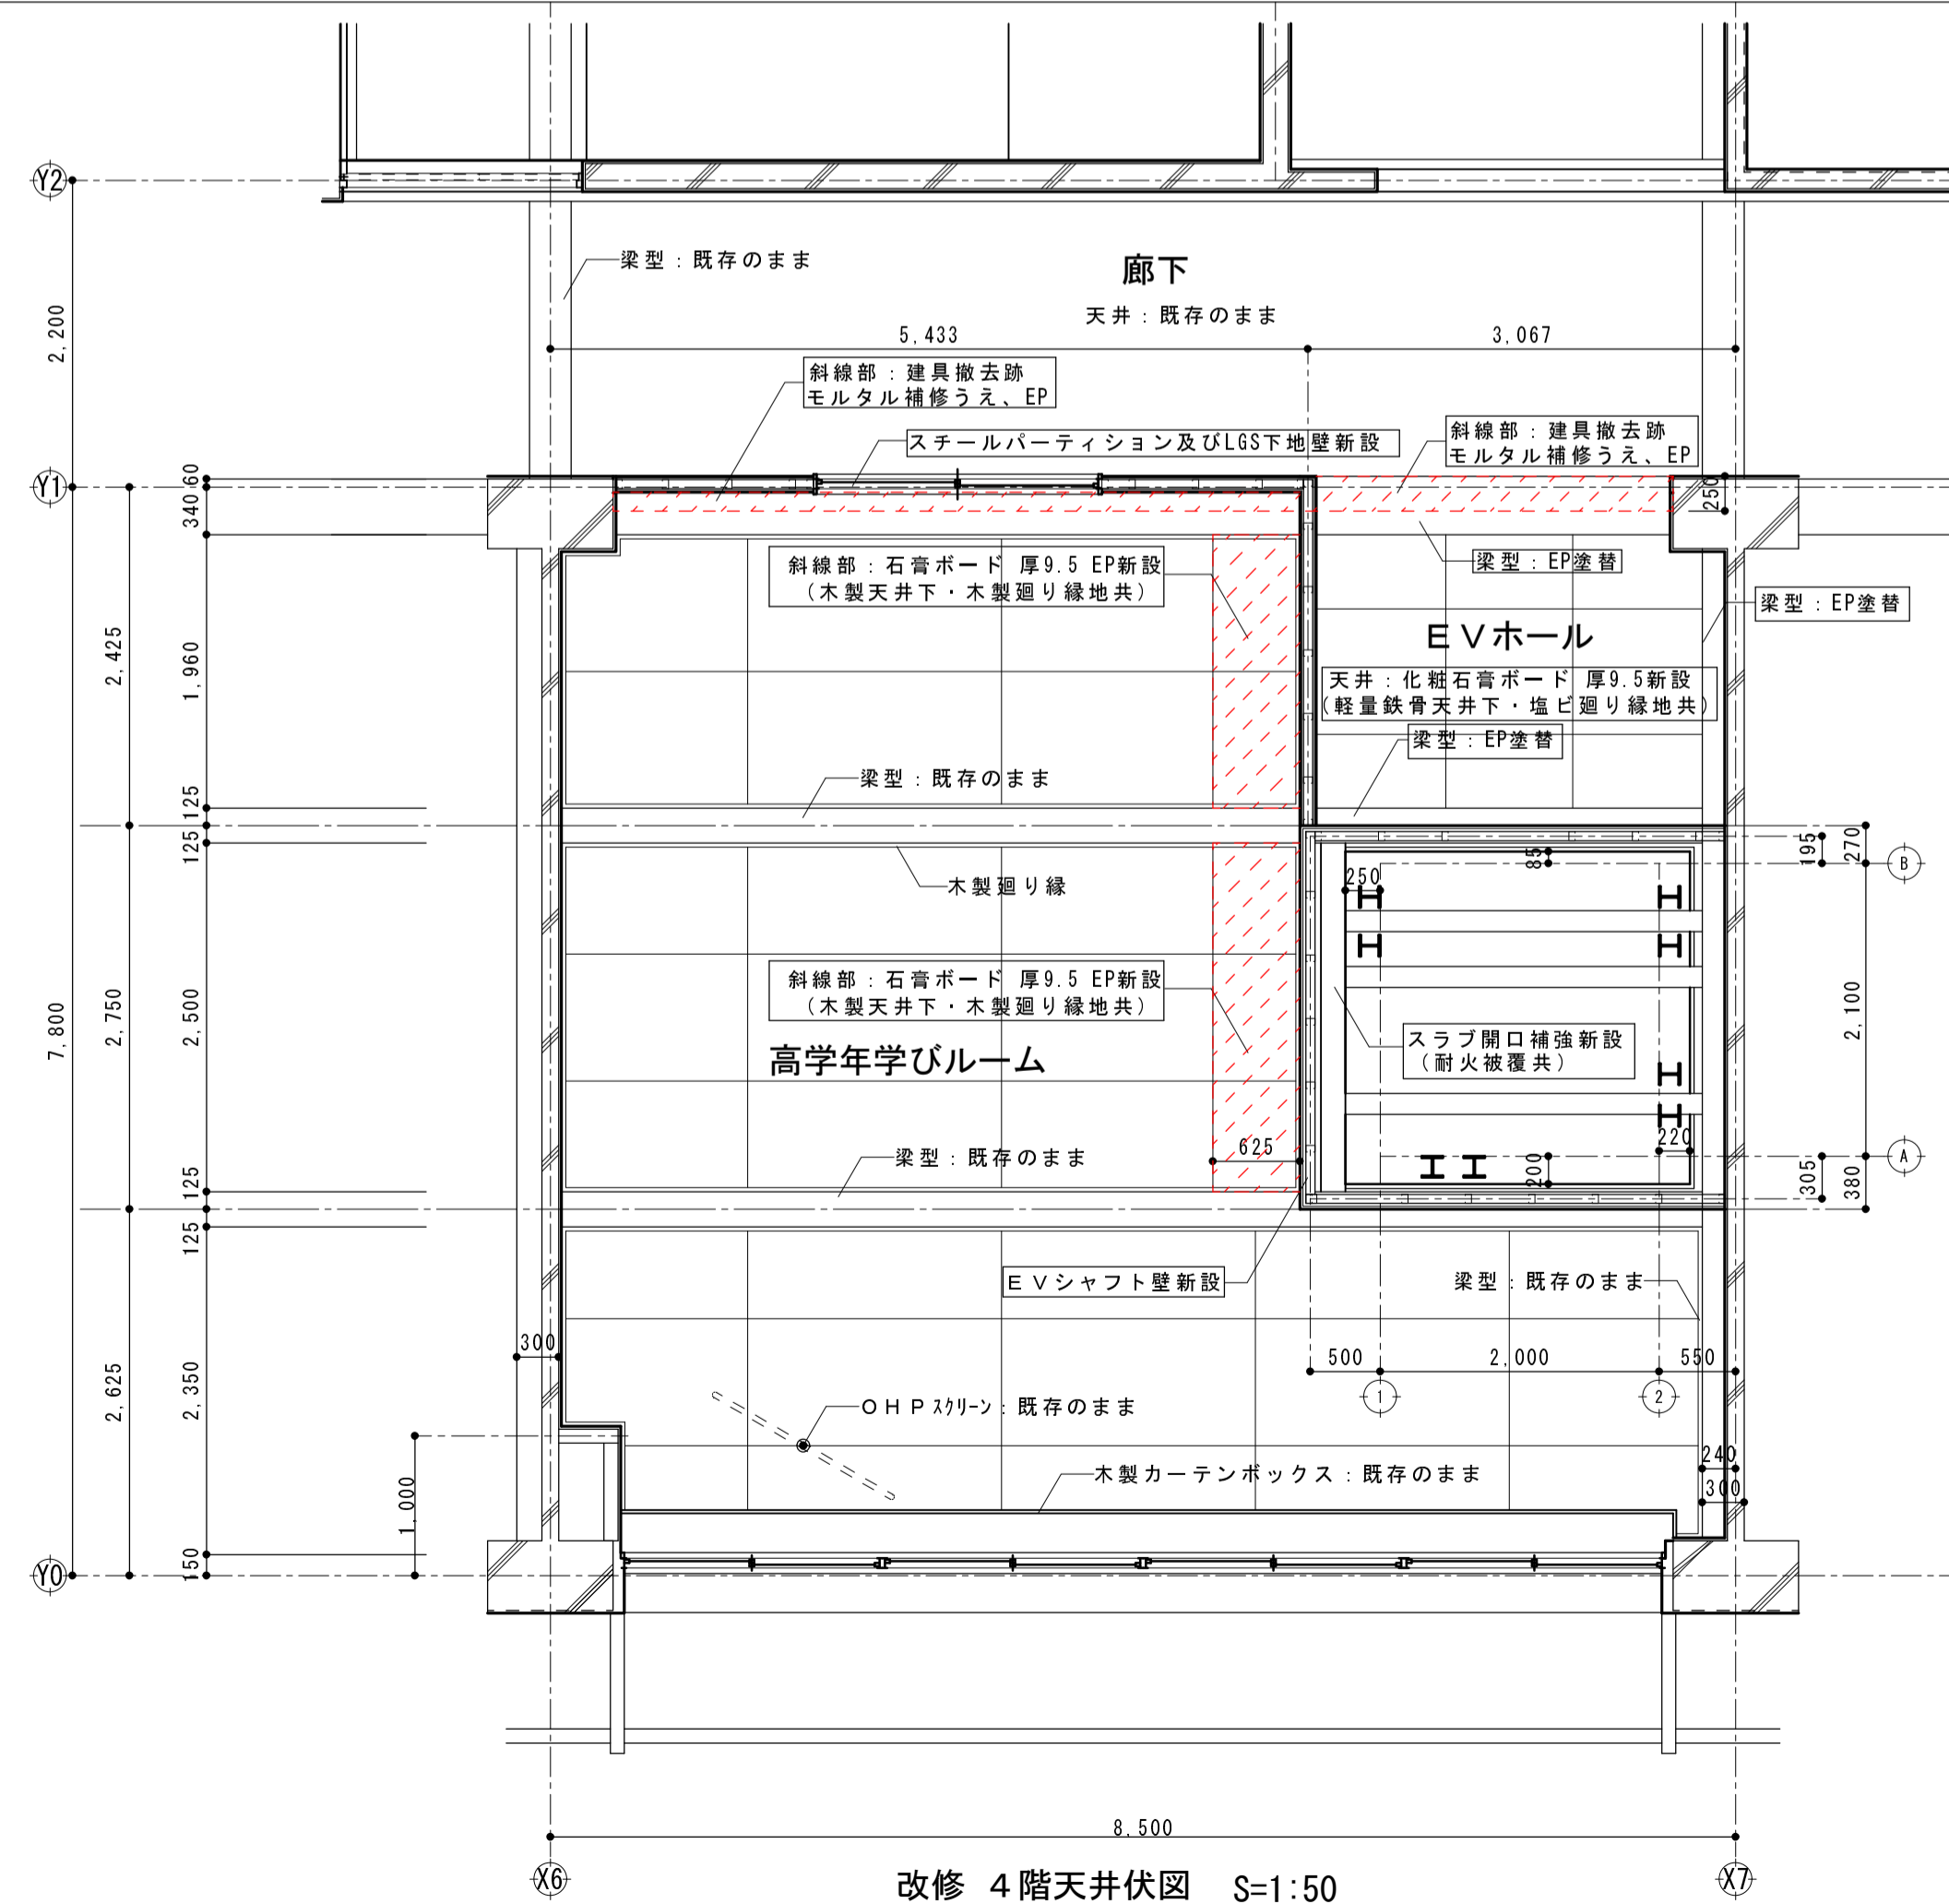 Y2
梁型：既存のまま
廊下
天井：既存のまま
2,200
5,433
3,067
斜線部：建具撤去跡
モルタル補修うえ、EP
スチールパーティション及びLGS下地壁新設
斜線部：建具撤去跡
モルタル補修うえ、EP
Y1
60
340
250
斜線部：石膏ボード 厚9.5 EP新設
（木製天井下・木製廻り縁地共）
梁型：EP塗替
梁型：EP塗替
EVホール
天井：化粧石膏ボード 厚9.5新設
（軽量鉄骨天井下・塩ビ廻り縁地共）
梁型：EP塗替
2,425
1,960
梁型：既存のまま
125
125
木製廻り縁
85
250
195
270
B
7,800
2,750
2,500
斜線部：石膏ボード 厚9.5 EP新設
（木製天井下・木製廻り縁地共）
高学年学びルーム
スラブ開口補強新設
（耐火被覆共）
2,100
625
梁型：既存のまま
220
200
A
305
380
125
125
EVシャフト壁新設
梁型：既存のまま
300
500
2,000
550
1
2
2,625
2,350
OHPスクリーン：既存のまま
木製カーテンボックス：既存のまま
240
300
1,000
150
Y0
8,500
X6
X7
改修 4階天井伏図 S=1:50